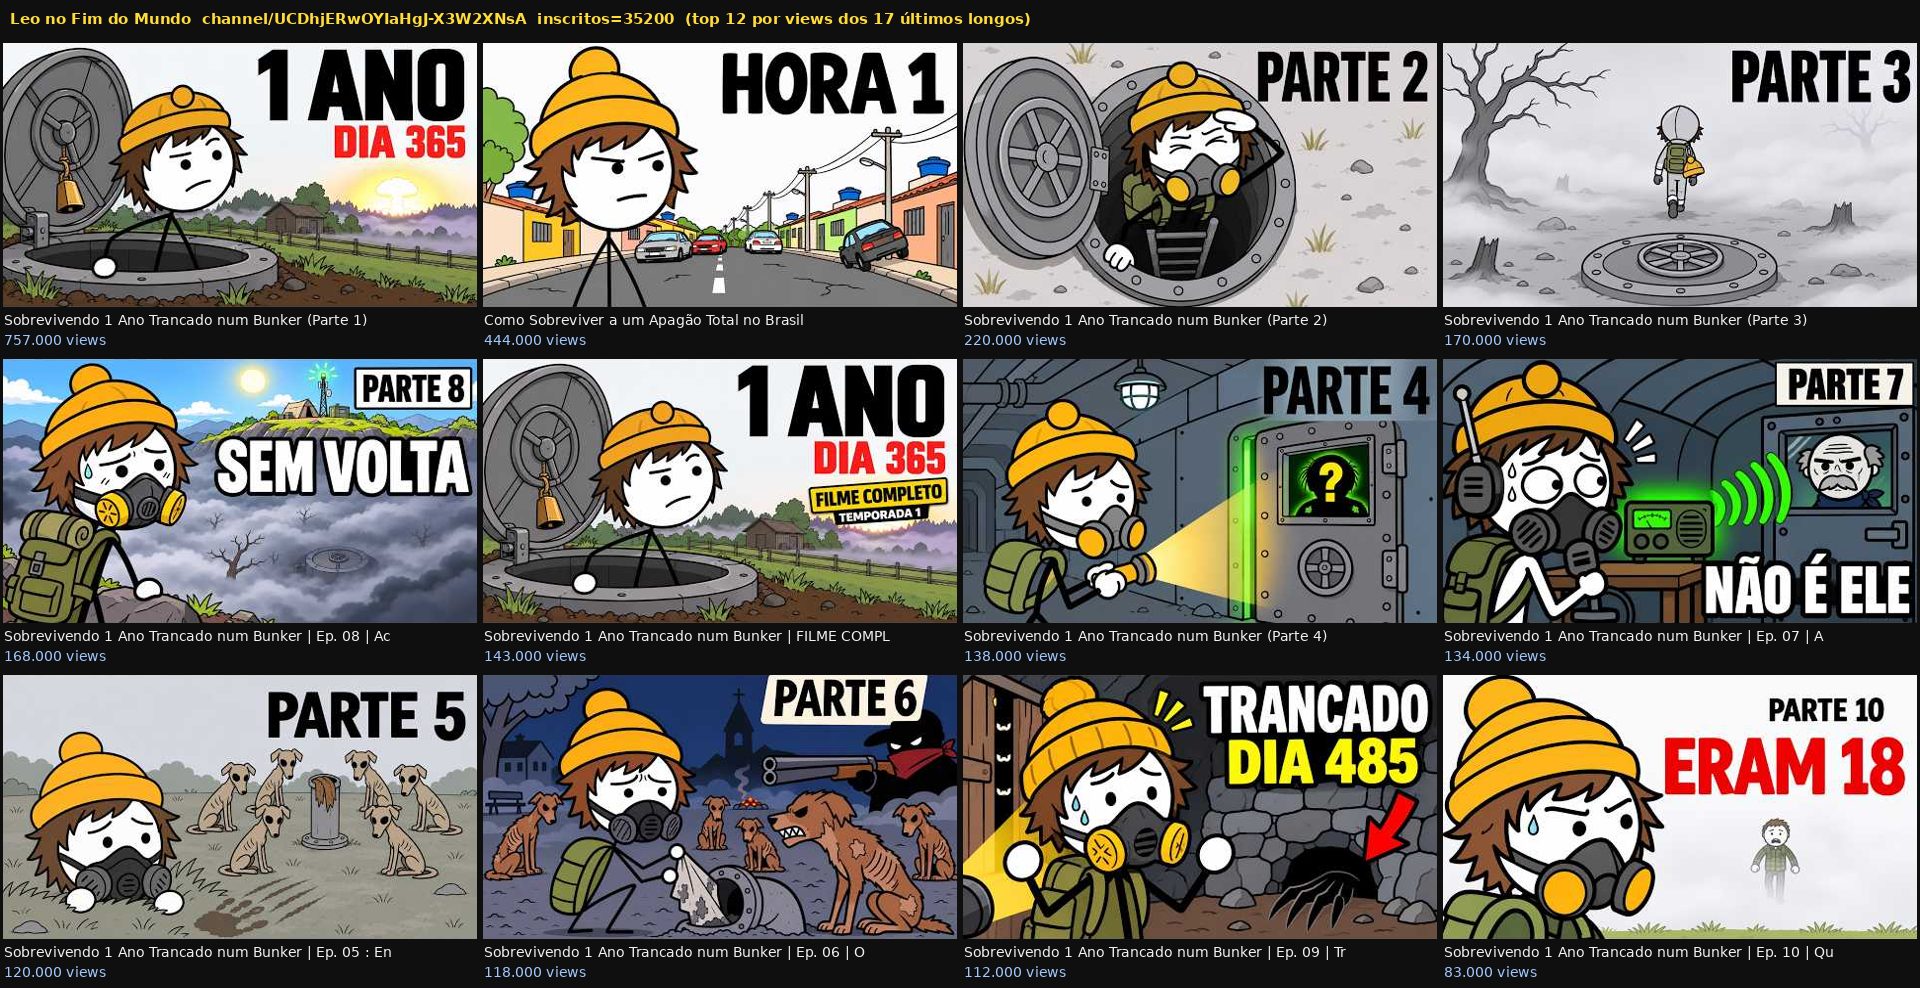 Leo no Fim do Mundo channel/UCDhjERwOYIaHgJ-X3W2XNsA inscritos=35200 (top 12 por views dos 17 últimos longos)
1 ANO
DIA 365
Sobrevivendo 1 Ano Trancado num Bunker (Parte 1)
757.000 views
HORA 1
Como Sobreviver a um Apagão Total no Brasil
444.000 views
PARTE 2
Sobrevivendo 1 Ano Trancado num Bunker (Parte 2)
220.000 views
PARTE 3
Sobrevivendo 1 Ano Trancado num Bunker (Parte 3)
170.000 views
PARTE 8
SEM VOLTA
Sobrevivendo 1 Ano Trancado num Bunker | Ep. 08 | Ac
168.000 views
1 ANO
DIA 365
FILME COMPLETO
TEMPORADA 1
Sobrevivendo 1 Ano Trancado num Bunker | FILME COMPL
143.000 views
PARTE 4
?
Sobrevivendo 1 Ano Trancado num Bunker (Parte 4)
138.000 views
PARTE 7
NÃO É ELE
Sobrevivendo 1 Ano Trancado num Bunker | Ep. 07 | A
134.000 views
PARTE 5
Sobrevivendo 1 Ano Trancado num Bunker | Ep. 05 : En
120.000 views
PARTE 6
Sobrevivendo 1 Ano Trancado num Bunker | Ep. 06 | O
118.000 views
TRANCADO
DIA 485
Sobrevivendo 1 Ano Trancado num Bunker | Ep. 09 | Tr
112.000 views
PARTE 10
ERAM 18
Sobrevivendo 1 Ano Trancado num Bunker | Ep. 10 | Qu
83.000 views